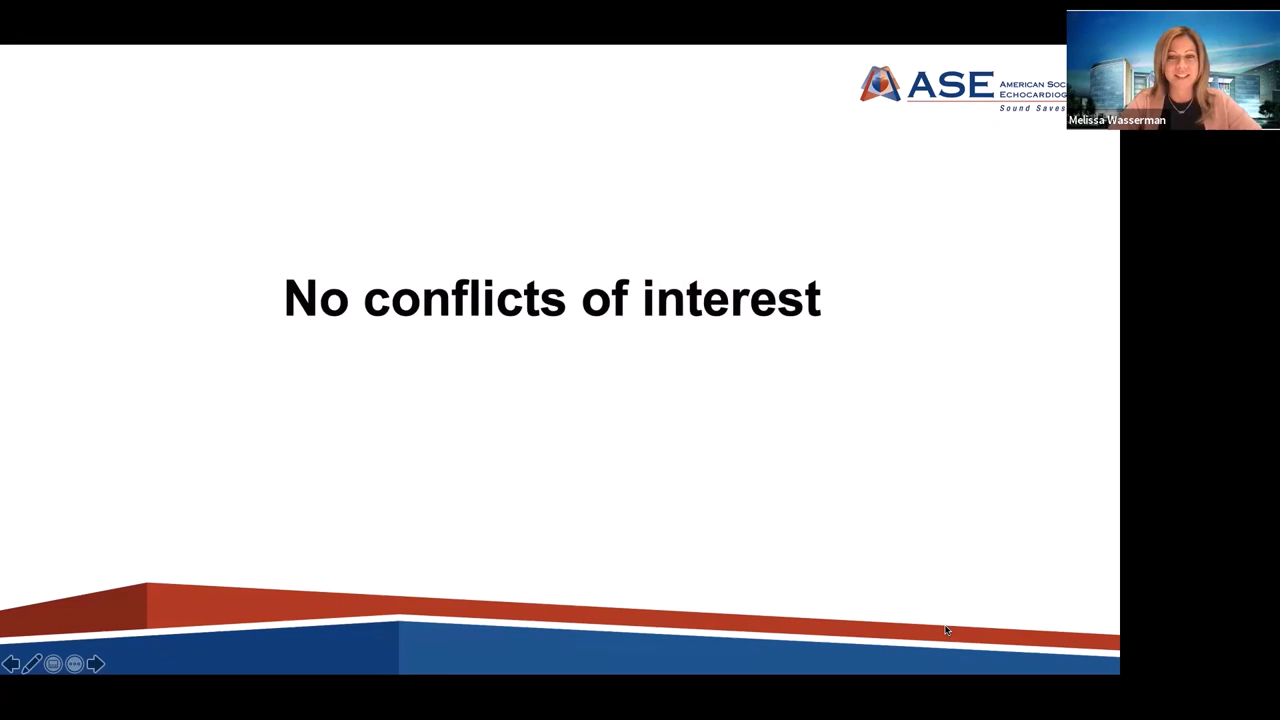 ASE
AMERICAN SOC
ECHOCARDIOG
Sound Saves
Melissa Wasserman
No conflicts of interest